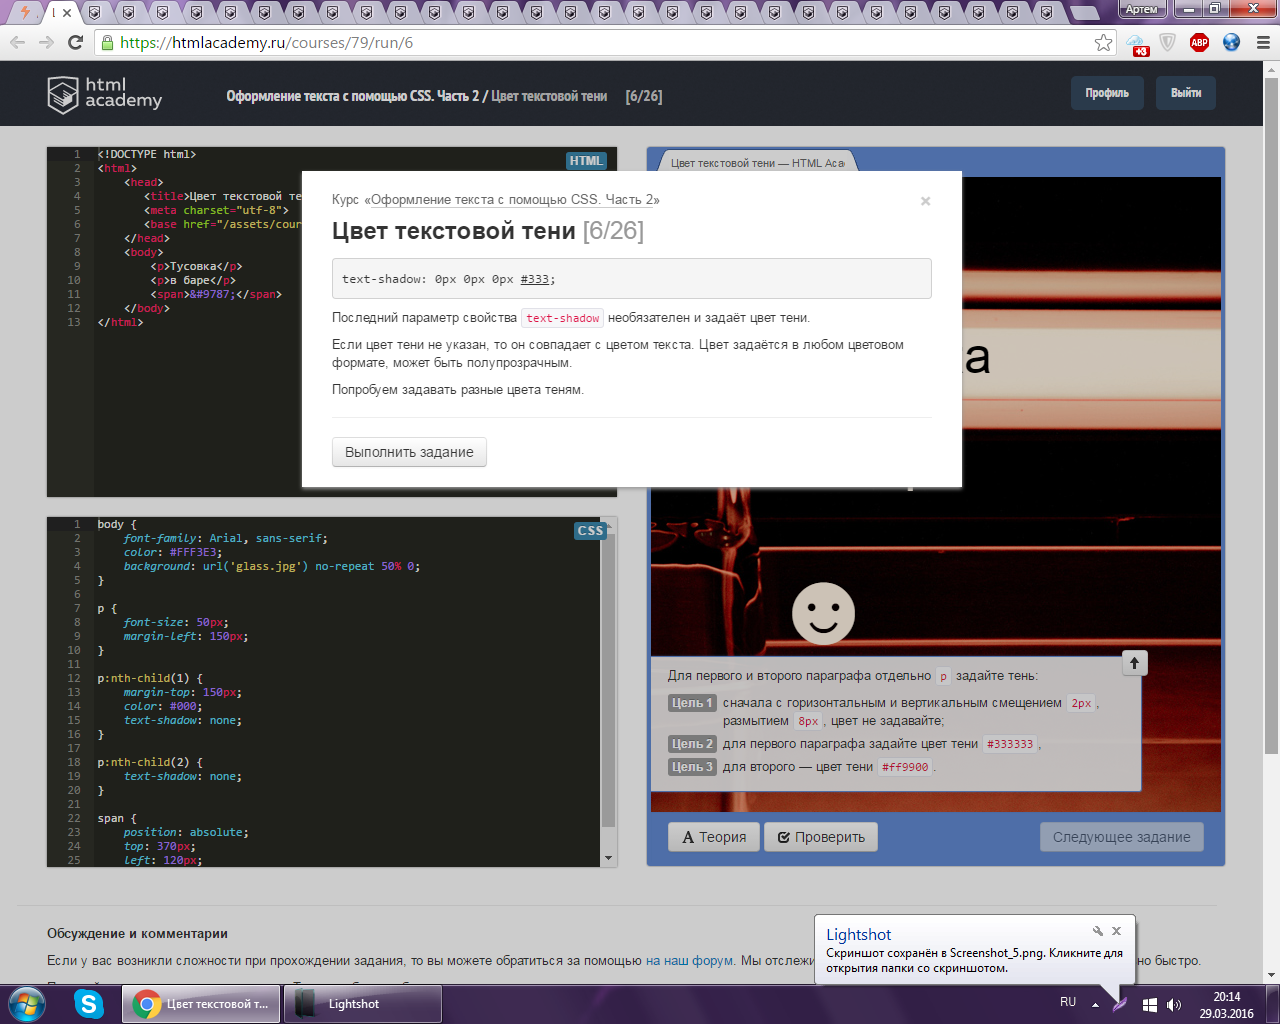 Артем
https://htmlacademy.ru/courses/79/run/6
+3
ABP
html academy
Оформление текста с помощью CSS. Часть 2 / Цвет текстовой тени [6/26]
Профиль
Выйти
HTML
1 <!DOCTYPE html>
2 <html>
3 <head>
4 <title>Цвет текстовой те
5 <meta charset="utf-8">
6 <base href="/assets/cour
7 </head>
8 <body>
9 <p>Тусовка</p>
10 <p>в баре</p>
11 <span>&#9787;</span>
12 </body>
13 </html>
Цвет текстовой тени — HTML Aca
Курс «Оформление текста с помощью CSS. Часть 2»
×
Цвет текстовой тени [6/26]
text-shadow: 0px 0px 0px #333;
Последний параметр свойства text-shadow необязателен и задаёт цвет тени.
Если цвет тени не указан, то он совпадает с цветом текста. Цвет задаётся в любом цветовом
формате, может быть полупрозрачным.
Попробуем задавать разные цвета теням.
Выполнить задание
а
CSS
1 body {
2 font-family: Arial, sans-serif;
3 color: #FFF3E3;
4 background: url('glass.jpg') no-repeat 50% 0;
5 }
6
7 p {
8 font-size: 50px;
9 margin-left: 150px;
10 }
11
12 p:nth-child(1) {
13 margin-top: 150px;
14 color: #000;
15 text-shadow: none;
16 }
17
18 p:nth-child(2) {
19 text-shadow: none;
20 }
21
22 span {
23 position: absolute;
24 top: 370px;
25 left: 120px;
Для первого и второго параграфа отдельно p задайте тень:
Цель 1 сначала с горизонтальным и вертикальным смещением 2px,
размытием 8px, цвет не задавайте;
Цель 2 для первого параграфа задайте цвет тени #333333,
Цель 3 для второго — цвет тени #ff9900.
Теория
Проверить
Следующее задание
Обсуждение и комментарии
Если у вас возникли сложности при прохождении задания, то вы можете обратиться за помощью на наш форум. Мы отслежи
но быстро.
Lightshot
Скриншот сохранён в Screenshot_5.png. Кликните для
открытия папки со скриншотом.
Цвет текстовой т...
Lightshot
RU
20:14
29.03.2016